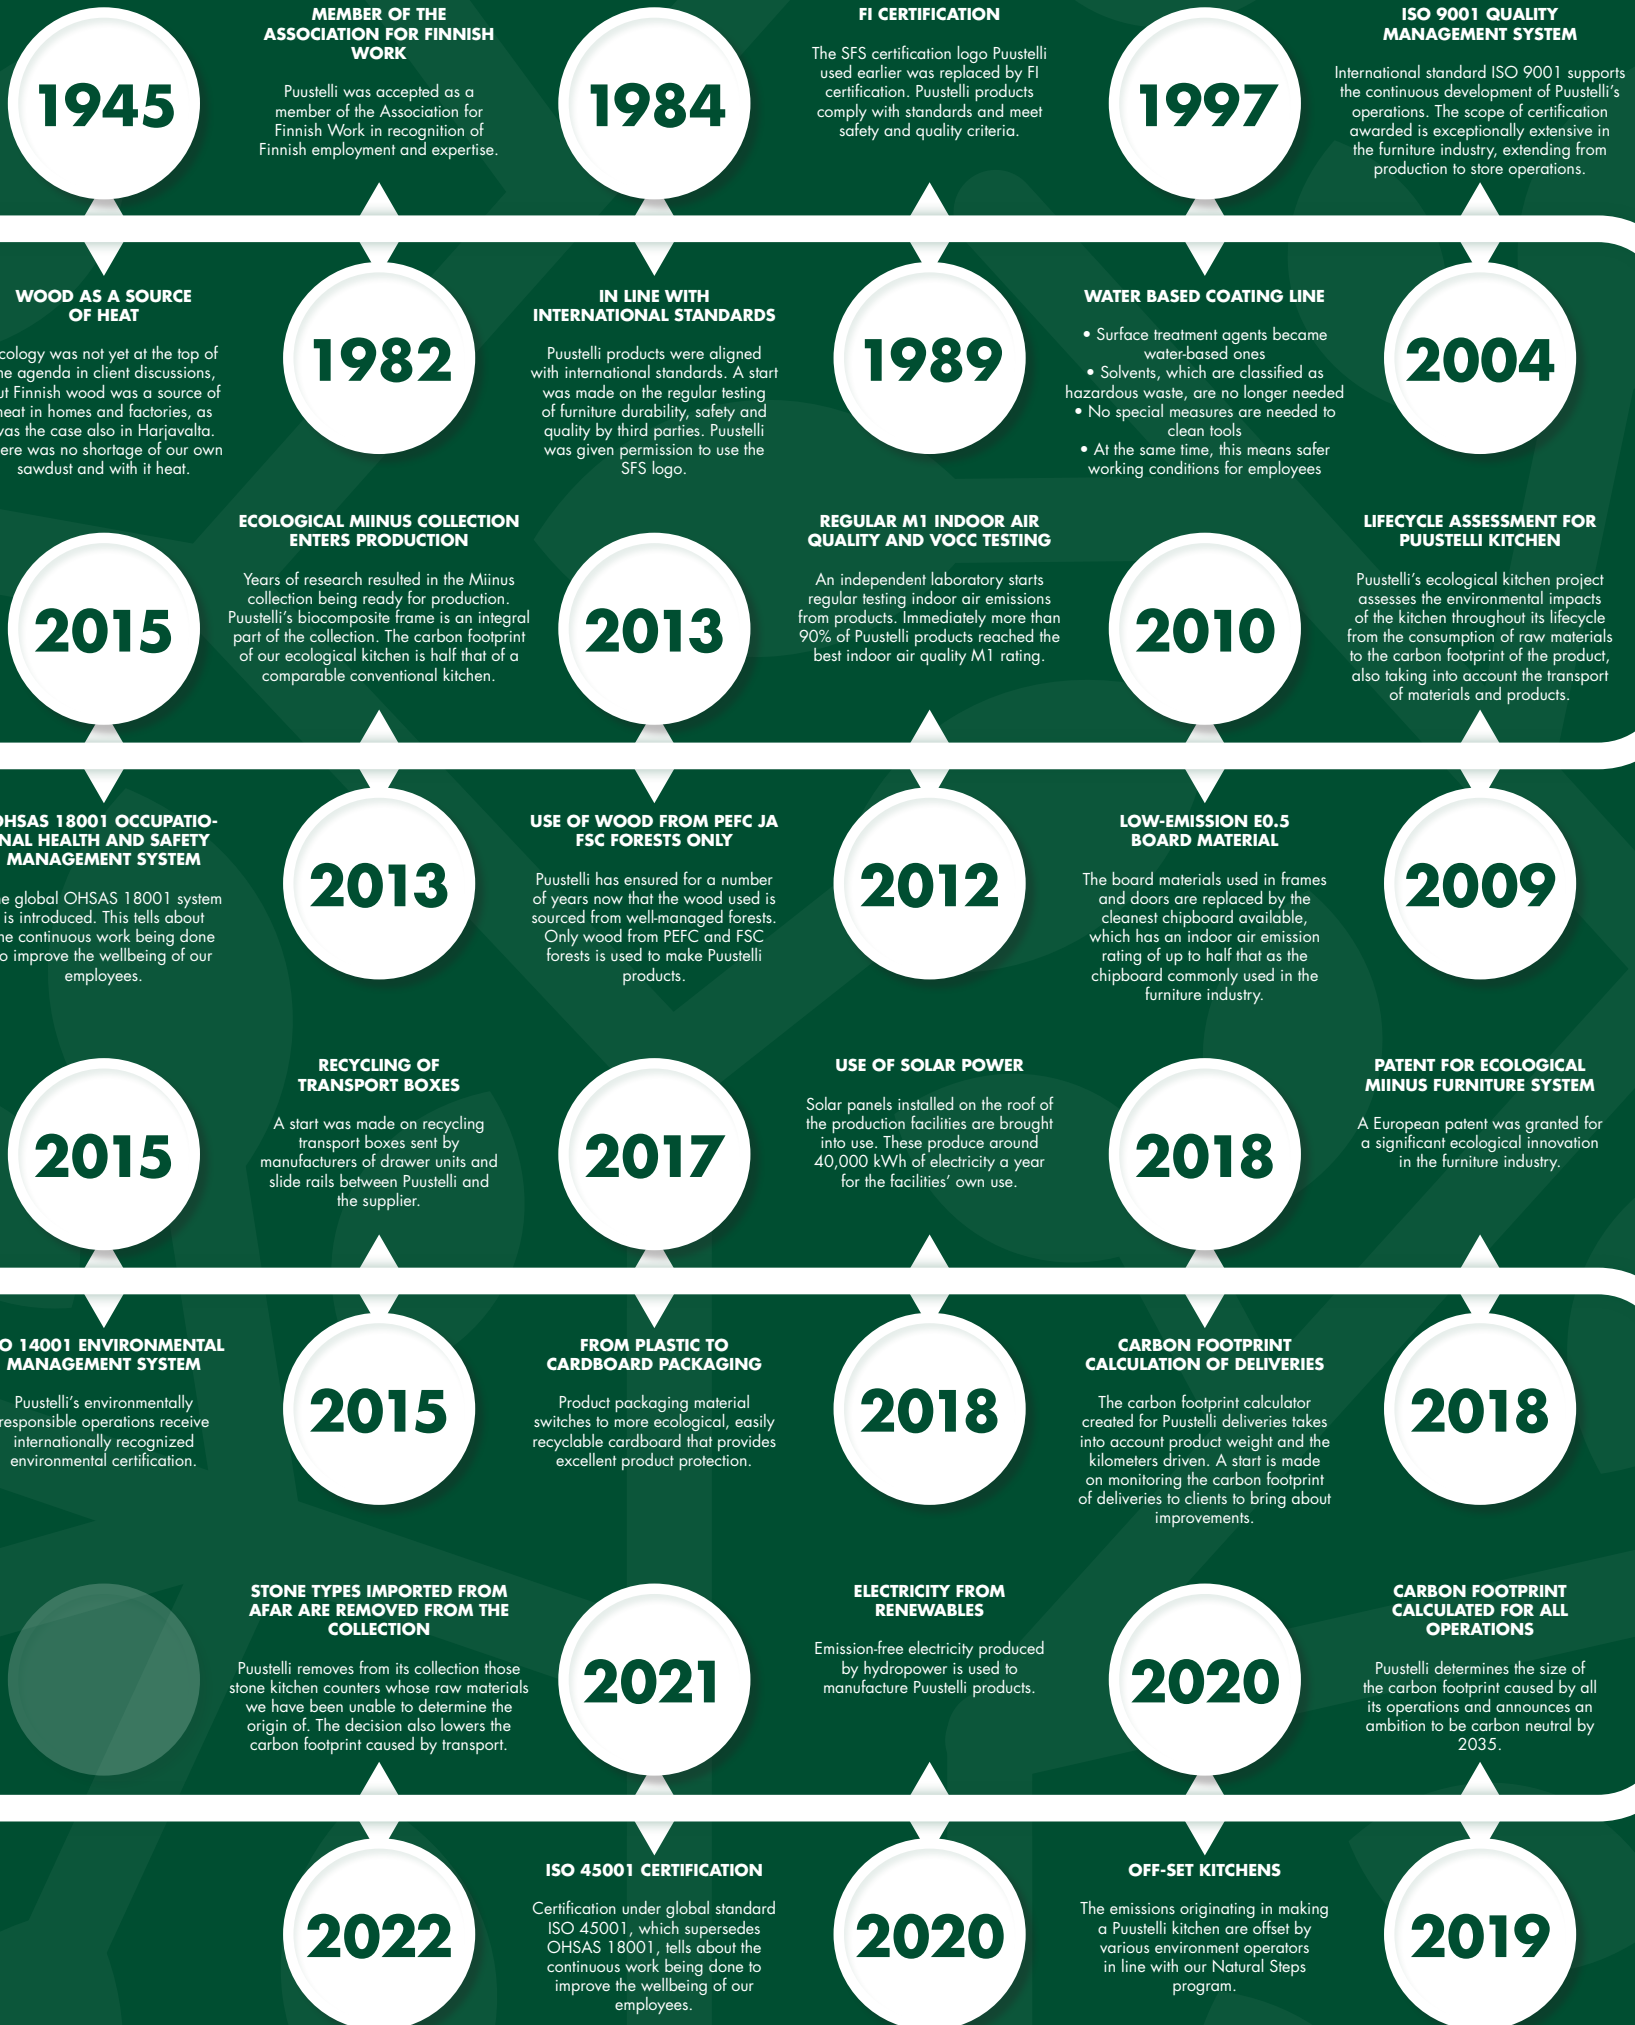 1945
MEMBER OF THE
ASSOCIATION FOR FINNISH
WORK
Puustelli was accepted as a
member of the Association for
Finnish Work in recognition of
Finnish employment and expertise.
1984
FI CERTIFICATION
The SFS certification logo Puustelli
used earlier was replaced by FI
certification. Puustelli products
comply with standards and meet
safety and quality criteria.
1997
ISO 9001 QUALITY
MANAGEMENT SYSTEM
International standard ISO 9001 supports
the continuous development of Puustelli's
operations. The scope of certification
awarded is exceptionally extensive in
the furniture industry, extending from
production to store operations.
WOOD AS A SOURCE
OF HEAT
cology was not yet at the top of
he agenda in client discussions,
ut Finnish wood was a source of
heat in homes and factories, as
was the case also in Harjavalta.
ere was no shortage of our own
sawdust and with it heat.
1982
IN LINE WITH
INTERNATIONAL STANDARDS
Puustelli products were aligned
with international standards. A start
was made on the regular testing
of furniture durability, safety and
quality by third parties. Puustelli
was given permission to use the
SFS logo.
1989
WATER BASED COATING LINE
• Surface treatment agents became
water-based ones
• Solvents, which are classified as
hazardous waste, are no longer needed
• No special measures are needed to
clean tools
• At the same time, this means safer
working conditions for employees
2004
2015
ECOLOGICAL MIINUS COLLECTION
ENTERS PRODUCTION
Years of research resulted in the Miinus
collection being ready for production.
Puustelli's biocomposite frame is an integral
part of the collection. The carbon footprint
of our ecological kitchen is half that of a
comparable conventional kitchen.
2013
REGULAR M1 INDOOR AIR
QUALITY AND VOCC TESTING
An independent laboratory starts
regular testing indoor air emissions
from products. Immediately more than
90% of Puustelli products reached the
best indoor air quality M1 rating.
2010
LIFECYCLE ASSESSMENT FOR
PUUSTELLI KITCHEN
Puustelli's ecological kitchen project
assesses the environmental impacts
of the kitchen throughout its lifecycle
from the consumption of raw materials
to the carbon footprint of the product,
also taking into account the transport
of materials and products.
OHSAS 18001 OCCUPATIO-
NAL HEALTH AND SAFETY
MANAGEMENT SYSTEM
e global OHSAS 18001 system
is introduced. This tells about
he continuous work being done
o improve the wellbeing of our
employees.
2013
USE OF WOOD FROM PEFC JA
FSC FORESTS ONLY
Puustelli has ensured for a number
of years now that the wood used is
sourced from well-managed forests.
Only wood from PEFC and FSC
forests is used to make Puustelli
products.
2012
LOW-EMISSION E0.5
BOARD MATERIAL
The board materials used in frames
and doors are replaced by the
cleanest chipboard available,
which has an indoor air emission
rating of up to half that as the
chipboard commonly used in the
furniture industry.
2009
2015
RECYCLING OF
TRANSPORT BOXES
A start was made on recycling
transport boxes sent by
manufacturers of drawer units and
slide rails between Puustelli and
the supplier.
2017
USE OF SOLAR POWER
Solar panels installed on the roof of
the production facilities are brought
into use. These produce around
40,000 kWh of electricity a year
for the facilities' own use.
2018
PATENT FOR ECOLOGICAL
MIINUS FURNITURE SYSTEM
A European patent was granted for
a significant ecological innovation
in the furniture industry.
O 14001 ENVIRONMENTAL
MANAGEMENT SYSTEM
Puustelli's environmentally
responsible operations receive
internationally recognized
environmental certification.
2015
FROM PLASTIC TO
CARDBOARD PACKAGING
Product packaging material
switches to more ecological, easily
recyclable cardboard that provides
excellent product protection.
2018
CARBON FOOTPRINT
CALCULATION OF DELIVERIES
The carbon footprint calculator
created for Puustelli deliveries takes
into account product weight and the
kilometers driven. A start is made
on monitoring the carbon footprint
of deliveries to clients to bring about
improvements.
2018
STONE TYPES IMPORTED FROM
AFAR ARE REMOVED FROM THE
COLLECTION
Puustelli removes from its collection those
stone kitchen counters whose raw materials
we have been unable to determine the
origin of. The decision also lowers the
carbon footprint caused by transport.
2021
ELECTRICITY FROM
RENEWABLES
Emission-free electricity produced
by hydropower is used to
manufacture Puustelli products.
2020
CARBON FOOTPRINT
CALCULATED FOR ALL
OPERATIONS
Puustelli determines the size of
the carbon footprint caused by all
its operations and announces an
ambition to be carbon neutral by
2035.
2022
ISO 45001 CERTIFICATION
Certification under global standard
ISO 45001, which supersedes
OHSAS 18001, tells about the
continuous work being done to
improve the wellbeing of our
employees.
2020
OFF-SET KITCHENS
The emissions originating in making
a Puustelli kitchen are offset by
various environment operators
in line with our Natural Steps
program.
2019